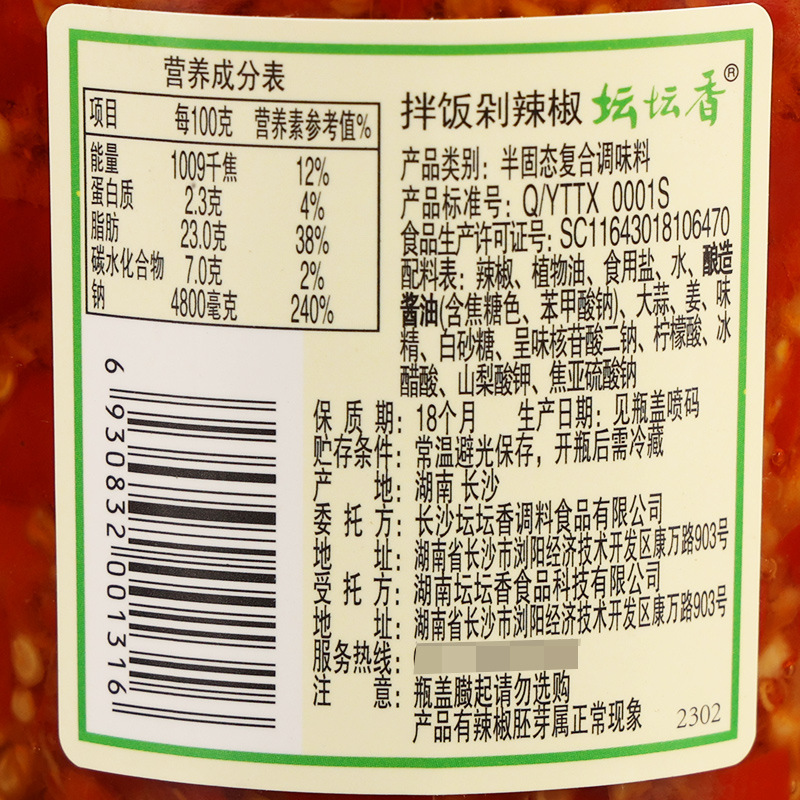 营养成分表
项目 每100克 营养素参考值%
能量 1009千焦 12%
蛋白质 2.3克 4%
脂肪 23.0克 38%
碳水化合物 7.0克 2%
钠 4800毫克 240%
6 930832 001316
拌饭剁辣椒 坛坛香®
产品类别：半固态复合调味料
产品标准号：Q/YTTX 0001S
食品生产许可证号：SC11643018106470
配料表：辣椒、植物油、食用盐、水、酿造
酱油(含焦糖色、苯甲酸钠)、大蒜、姜、味
精、白砂糖、呈味核苷酸二钠、柠檬酸、冰
醋酸、山梨酸钾、焦亚硫酸钠
保质期：18个月 生产日期：见瓶盖喷码
贮存条件：常温避光保存，开瓶后需冷藏
产地：湖南 长沙
委托方：长沙坛坛香调料食品有限公司
地址：湖南省长沙市浏阳经济技术开发区康万路903号
受托方：湖南坛坛香食品科技有限公司
地址：湖南省长沙市浏阳经济技术开发区康万路903号
服务热线：
注意：瓶盖臌起请勿选购
产品有辣椒胚芽属正常现象
2302